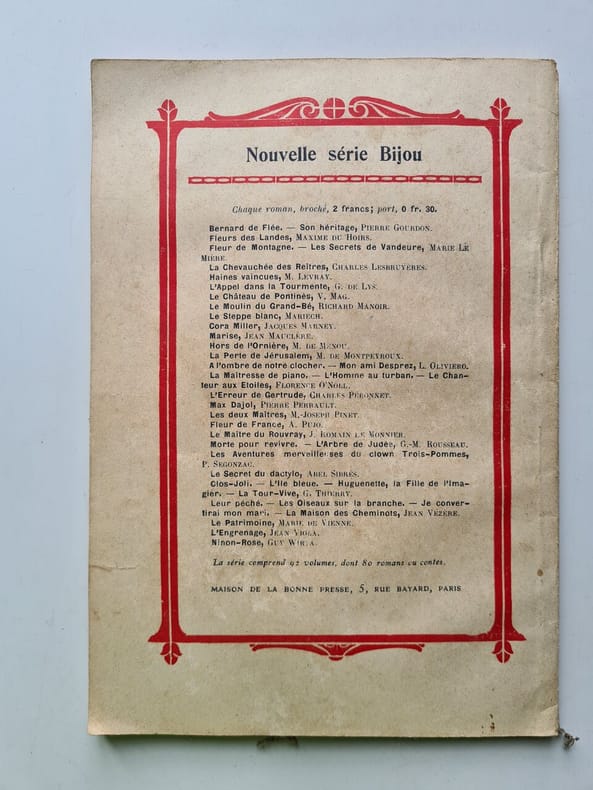 Nouvelle série Bijou
Chaque roman, broché, 2 francs; port, 0 fr. 30.
Bernard de Flée. — Son héritage, PIERRE GOURDON.
Fleurs des Landes, MAXIME DU HOIRS.
Fleur de Montagne. — Les Secrets de Vandeure, MARIE LE
MIÈRE.
La Chevauchée des Reîtres, CHARLES LESBRUYÈRES.
Haines vaincues, M. LEVRAY.
L'Appel dans la Tourmente, G. DE LYS.
Le Château de Pontinès, V. MAG.
Le Moulin du Grand-Bé, RICHARD MANOIR.
Le Steppe blanc, MARIECH.
Cora Miller, JACQUES MARNEY.
Marise, JEAN MAUCLÈRE.
Hors de l'Ornière, M. DE MENOU.
La Perle de Jérusalem, M. DE MONTPEYROUX.
A l'ombre de notre clocher. — Mon ami Desprez, L. OLIVIERO.
La Maîtresse de piano. — L'Homme au turban. — Le Chan-
teur aux Etoiles, FLORENCE O'NOLL.
L'Erreur de Gertrude, CHARLES PÉRONNET.
Max Dajol, PIERRE PERRAULT.
Les deux Maîtres, M.-JOSEPH PINET.
Fleur de France, A. PUJO.
Le Maître du Rouvray, J. ROMAIN LE MONNIER.
Morte pour revivre. — L'Arbre de Judée, G.-M. ROUSSEAU.
Les Aventures merveilleuses du clown Trois-Pommes,
P. SEGONZAC.
Le Secret du dactylo, ABEL SIBRÈS.
Clos-Joli. — L'Ile bleue. — Huguenette, la Fille de l'Ima-
gier. — La Tour-Vive, G. THIERRY.
Leur péché. — Les Oiseaux sur la branche. — Je conver-
tirai mon mari. — La Maison des Cheminots, JEAN VÉZÈRE.
Le Patrimoine, MARIE DE VIENNE.
L'Engrenage, JEAN VIOLA.
Ninon-Rose, GUY
La série comprend 92 volumes, dont 80 romans ou contes.
MAISON DE LA BONNE PRESSE, 5, RUE BAYARD, PARIS